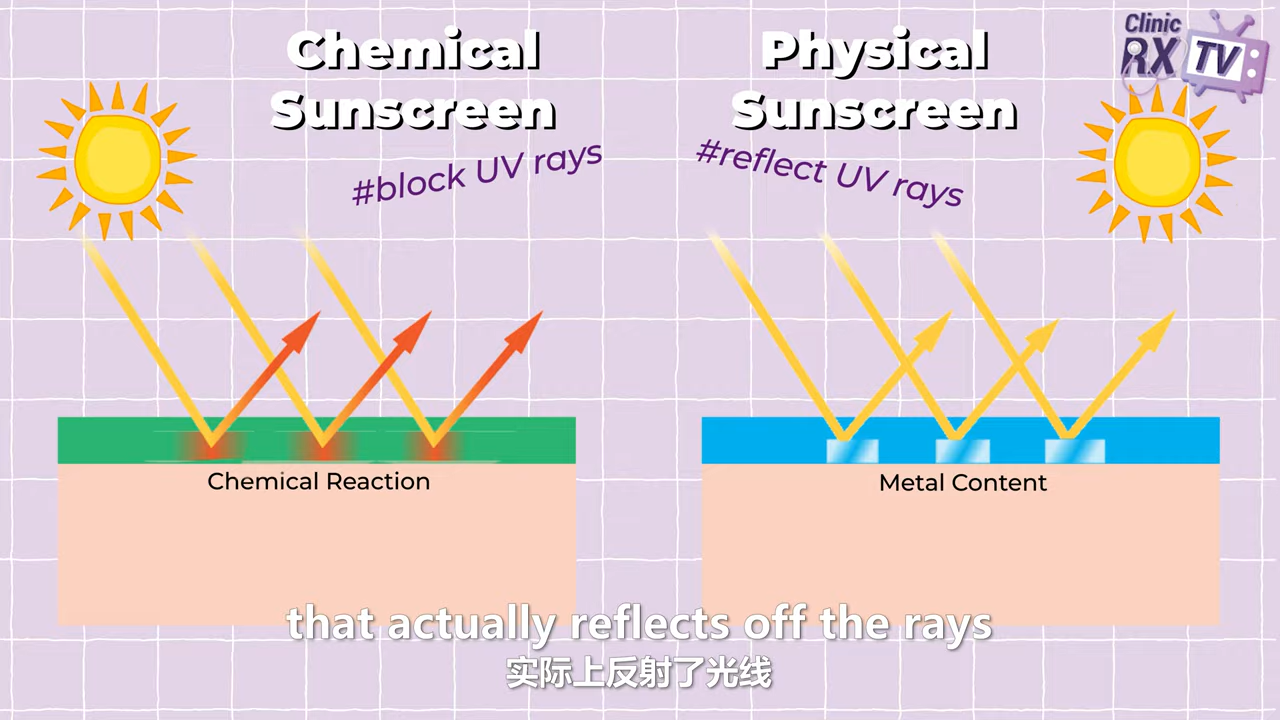 Chemical
Sunscreen
#block UV rays
Physical
Sunscreen
#reflect UV rays
Clinic
RX TV
Chemical Reaction
Metal Content
that actually reflects off the rays
实际上反射了光线